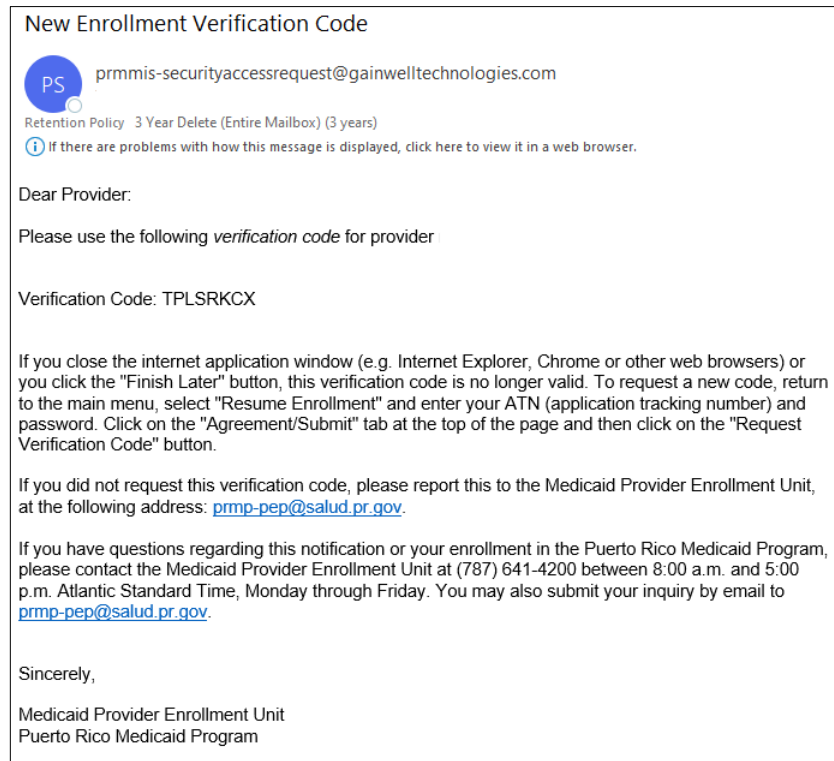 New Enrollment Verification Code
PS
prmmis-securityaccessrequest@gainwelltechnologies.com
Retention Policy 3 Year Delete (Entire Mailbox) (3 years)
If there are problems with how this message is displayed, click here to view it in a web browser.
Dear Provider:
Please use the following verification code for provider
Verification Code: TPLSRKCX
If you close the internet application window (e.g. Internet Explorer, Chrome or other web browsers) or
you click the "Finish Later" button, this verification code is no longer valid. To request a new code, return
to the main menu, select "Resume Enrollment" and enter your ATN (application tracking number) and
password. Click on the "Agreement/Submit" tab at the top of the page and then click on the "Request
Verification Code" button.
If you did not request this verification code, please report this to the Medicaid Provider Enrollment Unit,
at the following address: prmp-pep@salud.pr.gov.
If you have questions regarding this notification or your enrollment in the Puerto Rico Medicaid Program,
please contact the Medicaid Provider Enrollment Unit at (787) 641-4200 between 8:00 a.m. and 5:00
p.m. Atlantic Standard Time, Monday through Friday. You may also submit your inquiry by email to
prmp-pep@salud.pr.gov.
Sincerely,
Medicaid Provider Enrollment Unit
Puerto Rico Medicaid Program